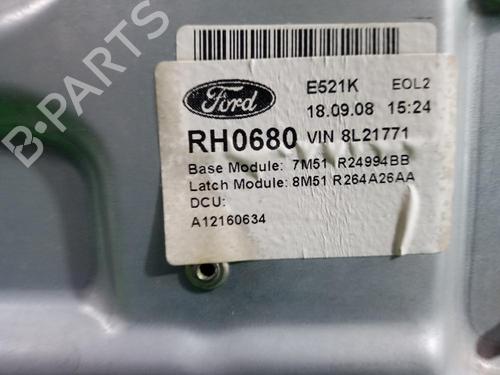 B-PARTS
Ford
E521K EOL2
18.09.08 15:24
RH0680 VIN 8L21771
Base Module: 7M51 R24994BB
Latch Module: 8M51 R264A26AA
DCU:
A12160634